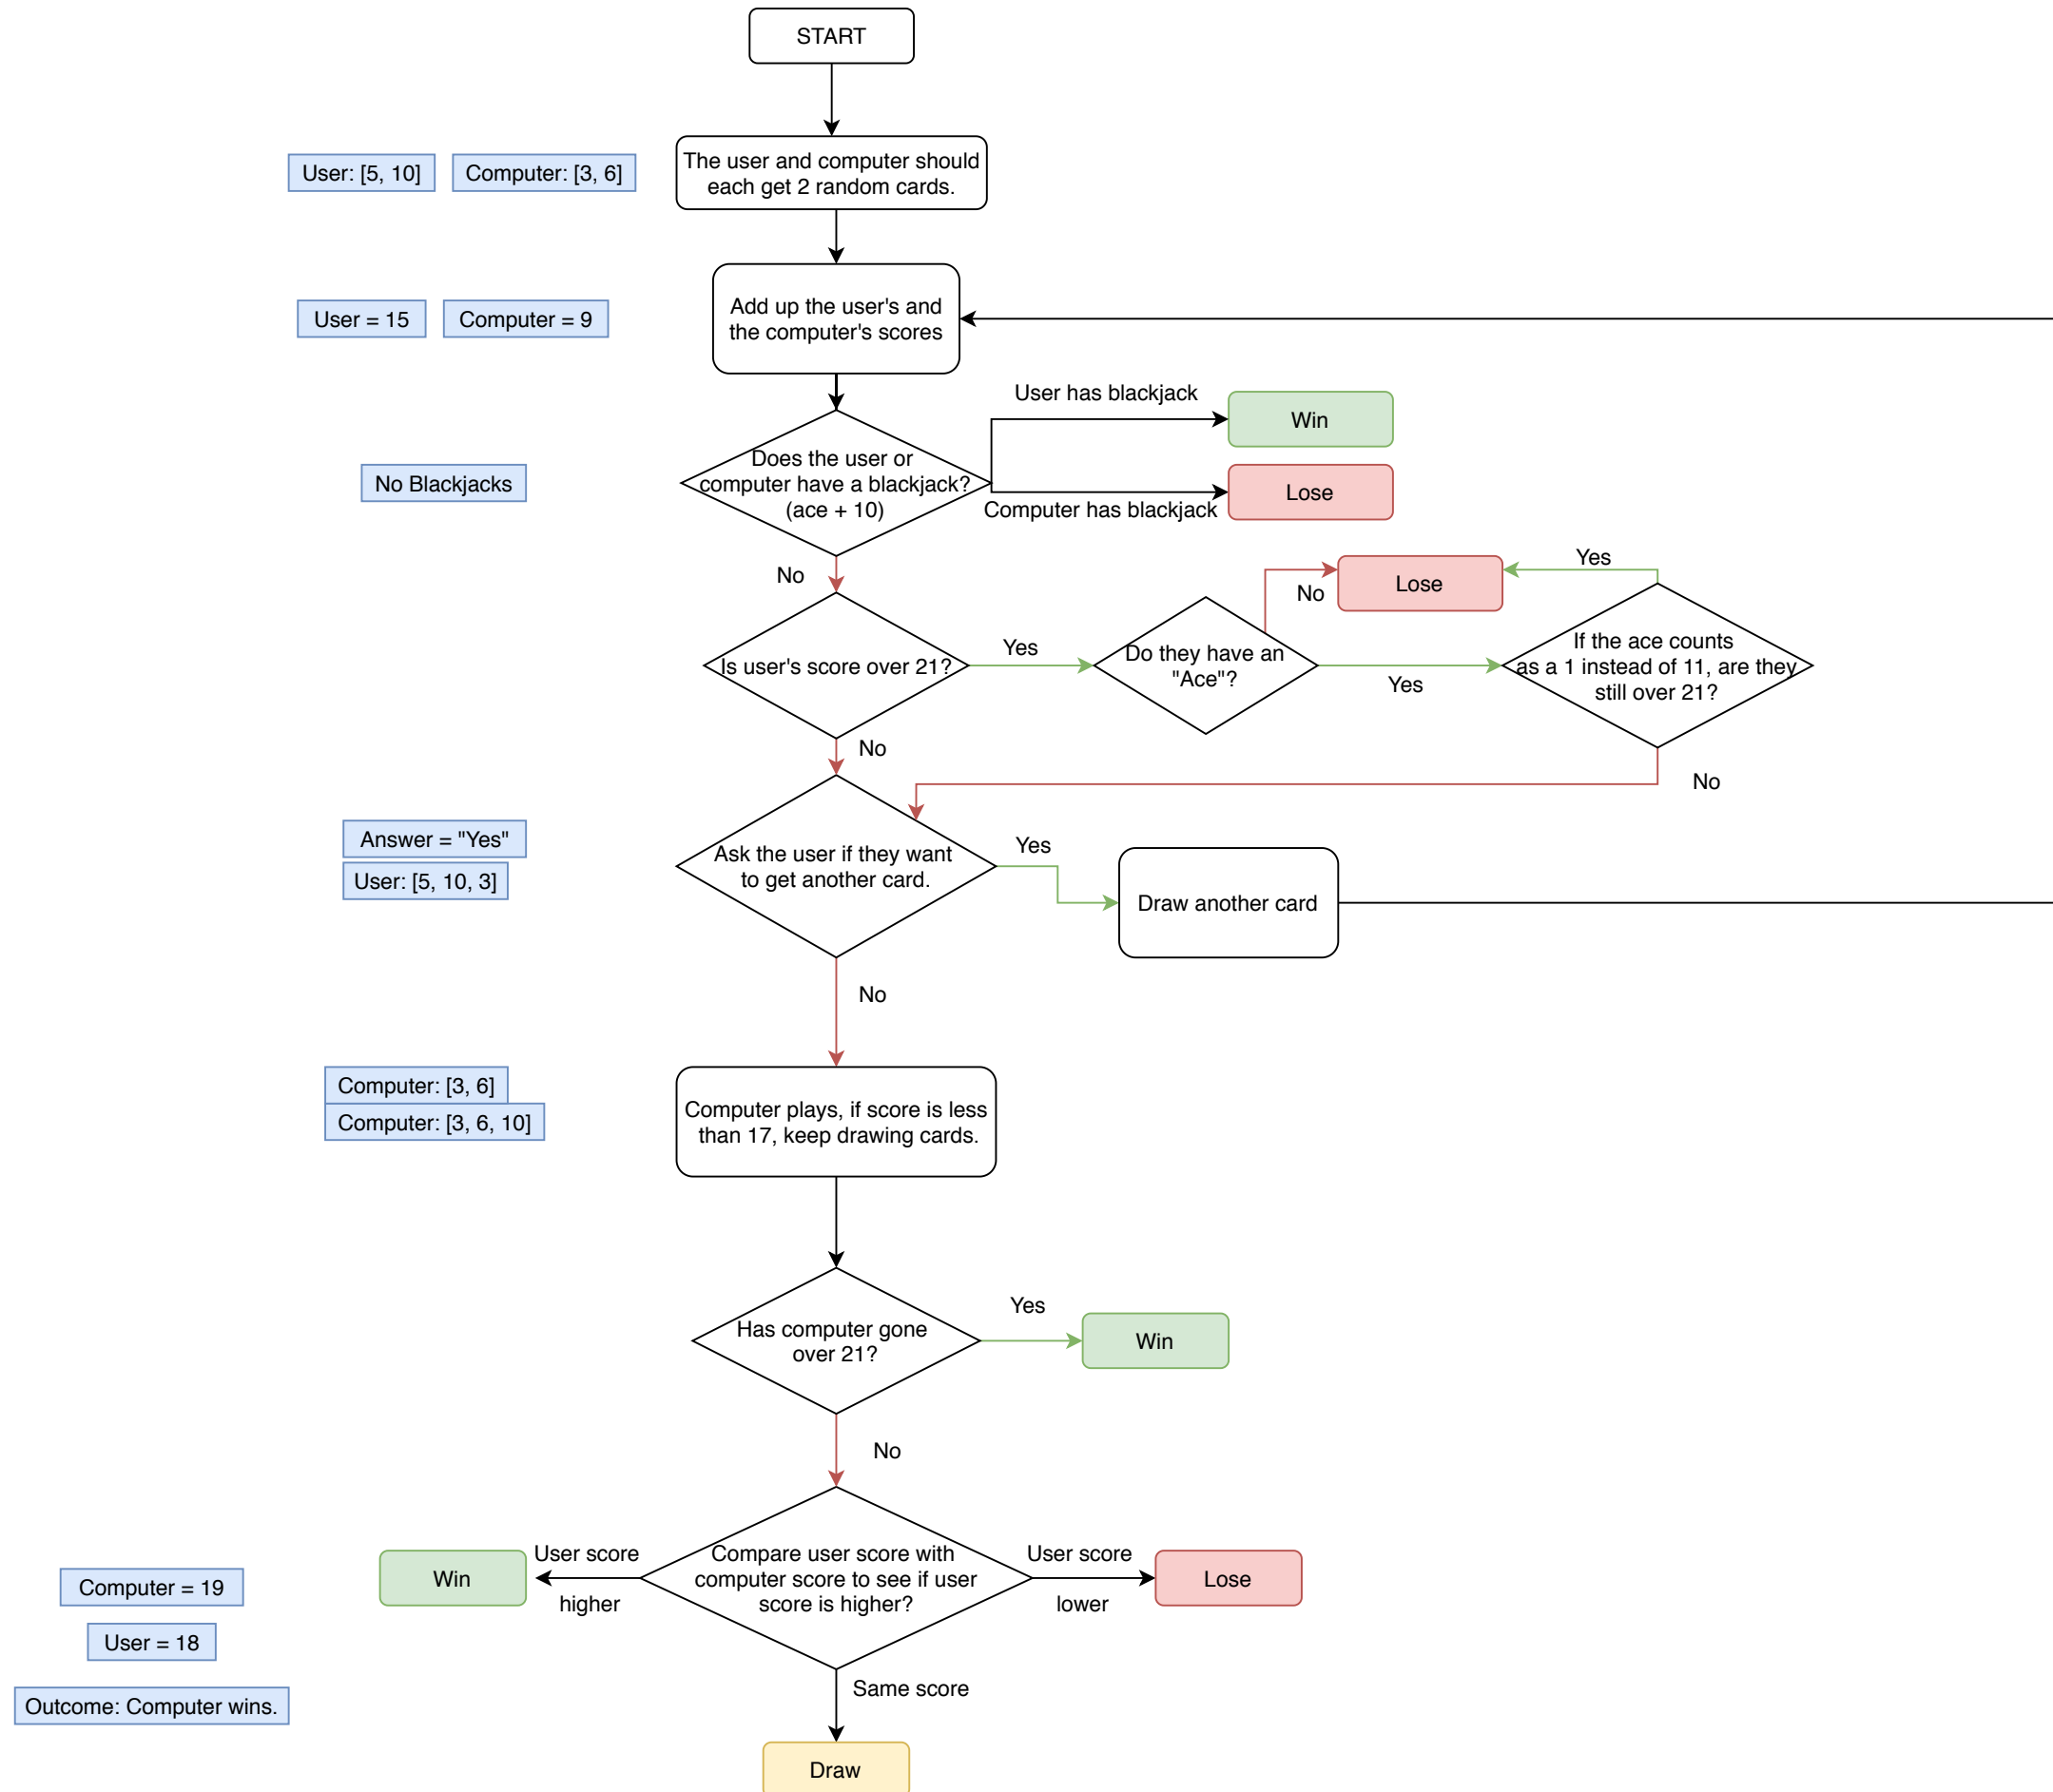 START
User: [5, 10]
Computer: [3, 6]
The user and computer should
each get 2 random cards.
User = 15
Computer = 9
Add up the user's and
the computer's scores
User has blackjack
Win
No Blackjacks
Does the user or
computer have a blackjack?
(ace + 10)
Lose
Computer has blackjack
No
Yes
Lose
No
Is user's score over 21?
Yes
Do they have an
"Ace"?
Yes
If the ace counts
as a 1 instead of 11, are they
still over 21?
No
No
Answer = "Yes"
User: [5, 10, 3]
Ask the user if they want
to get another card.
Yes
Draw another card
No
Computer: [3, 6]
Computer: [3, 6, 10]
Computer plays, if score is less
than 17, keep drawing cards.
Has computer gone
over 21?
Yes
Win
No
Computer = 19
User = 18
Outcome: Computer wins.
Win
User score
higher
Compare user score with
computer score to see if user
score is higher?
User score
lower
Lose
Same score
Draw